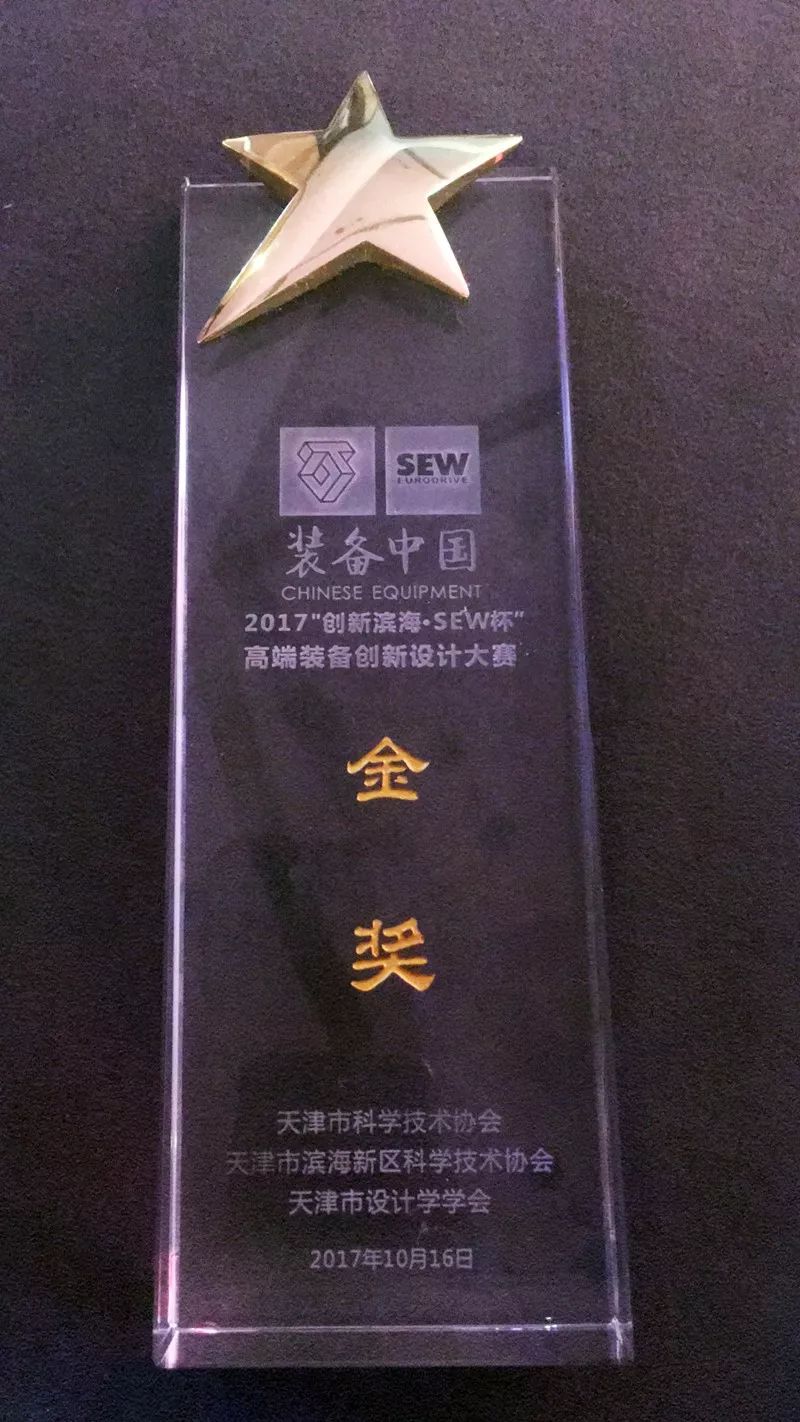 SEW
EURODRIVE
装备中国
CHINESE EQUIPMENT
2017"创新滨海·SEW杯"
高端装备创新设计大赛
金
奖
天津市科学技术协会
天津市滨海新区科学技术协会
天津市设计学学会
2017年10月16日